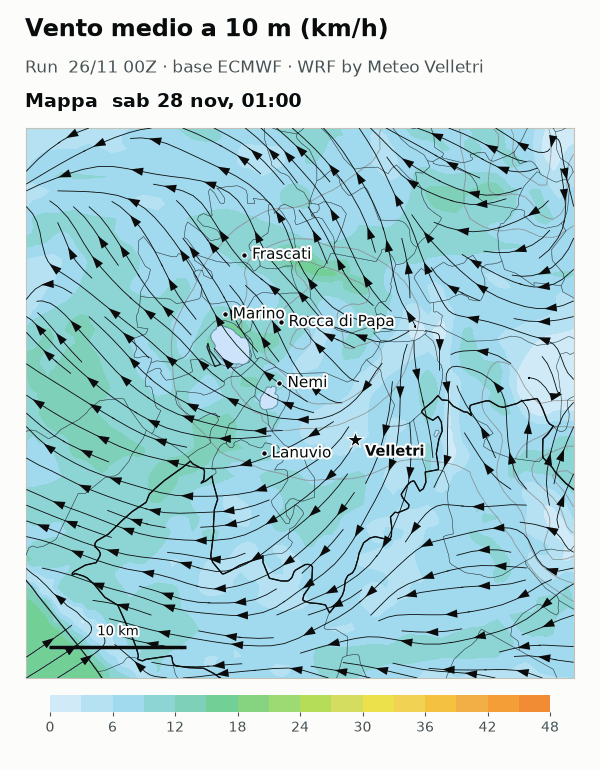 Vento medio a 10 m (km/h)
Run 26/11 00Z · base ECMWF · WRF by Meteo Velletri
Mappa sab 28 nov, 01:00
Frascati
Marino
Rocca di Papa
Nemi
Velletri
Lanuvio
10 km
0 6 12 18 24 30 36 42 48